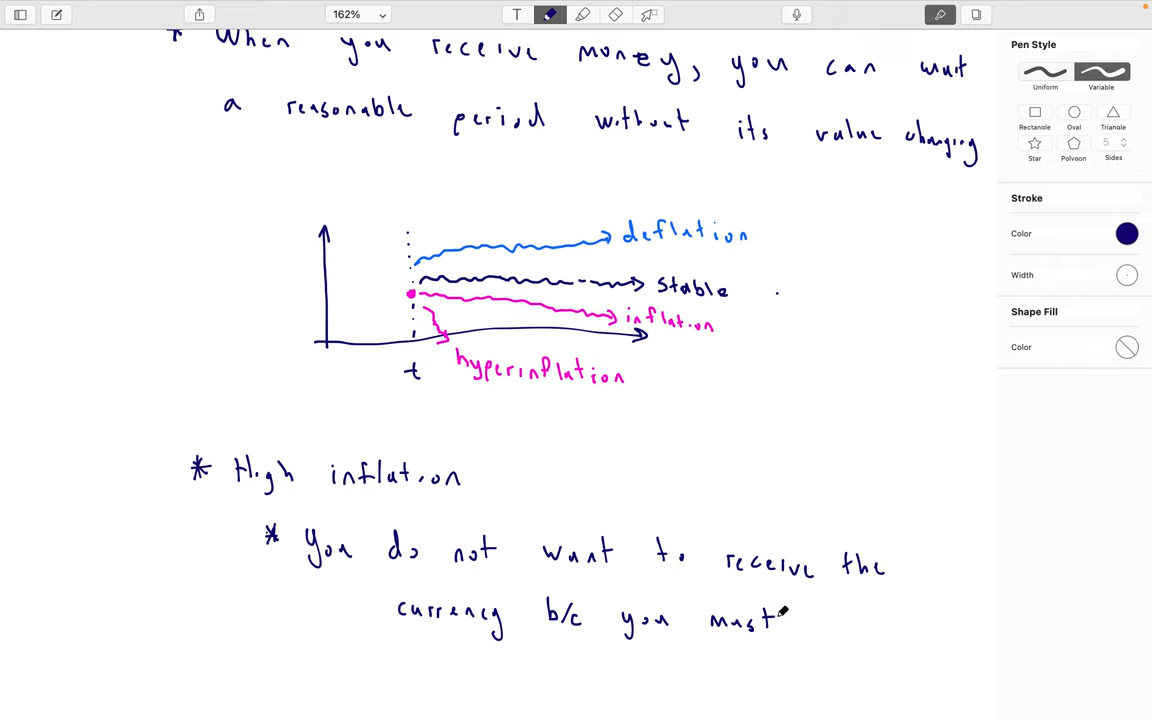 162%
T
* When you receive money, you can wait
a reasonable period without its value changing
deflation
stable
inflation
hyperinflation
t
* High inflation
* You do not want to receive the
currency b/c you must
Pen Style
Uniform
Variable
Rectangle
Oval
Triangle
Star
Polygon
5
Sides
Stroke
Color
Width
Shape Fill
Color